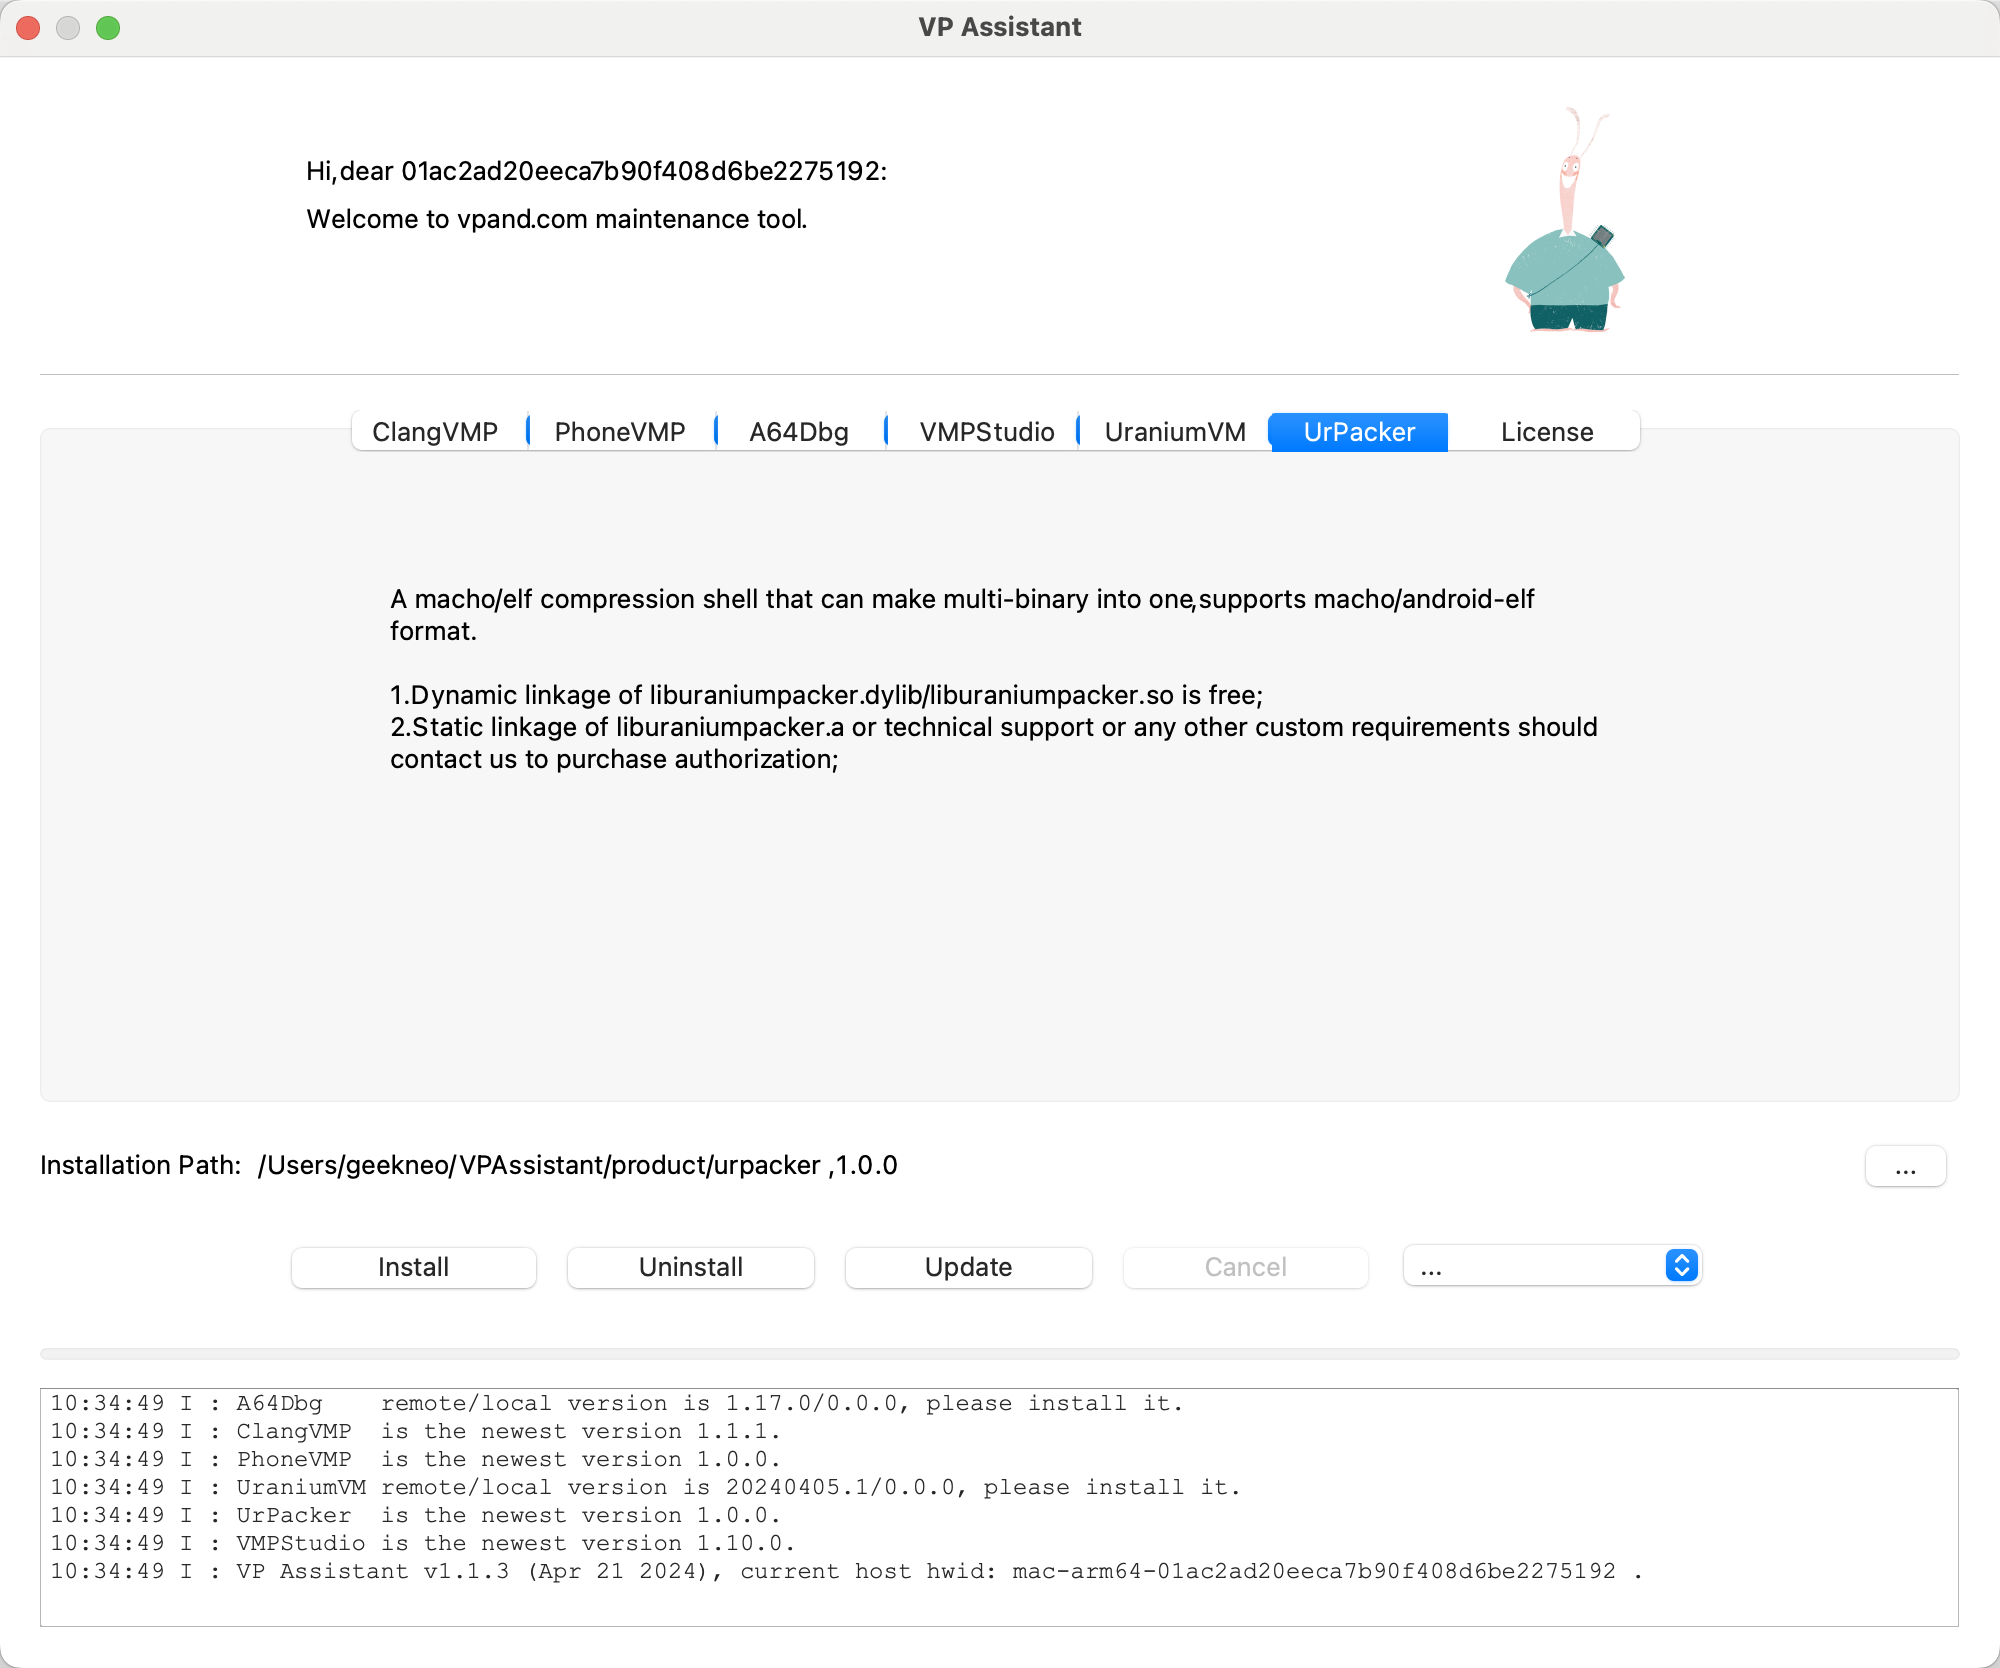 VP Assistant
Hi,dear 01ac2ad20eeca7b90f408d6be2275192:
Welcome to vpand.com maintenance tool.
ClangVMP PhoneVMP A64Dbg VMPStudio UraniumVM UrPacker License
A macho/elf compression shell that can make multi-binary into one,supports macho/android-elf
format.
1.Dynamic linkage of liburaniumpacker.dylib/liburaniumpacker.so is free;
2.Static linkage of liburaniumpacker.a or technical support or any other custom requirements should
contact us to purchase authorization;
Installation Path: /Users/geekneo/VPAssistant/product/urpacker ,1.0.0 ...
Install Uninstall Update Cancel ...
10:34:49 I : A64Dbg    remote/local version is 1.17.0/0.0.0, please install it.
10:34:49 I : ClangVMP  is the newest version 1.1.1.
10:34:49 I : PhoneVMP  is the newest version 1.0.0.
10:34:49 I : UraniumVM remote/local version is 20240405.1/0.0.0, please install it.
10:34:49 I : UrPacker  is the newest version 1.0.0.
10:34:49 I : VMPStudio is the newest version 1.10.0.
10:34:49 I : VP Assistant v1.1.3 (Apr 21 2024), current host hwid: mac-arm64-01ac2ad20eeca7b90f408d6be2275192 .